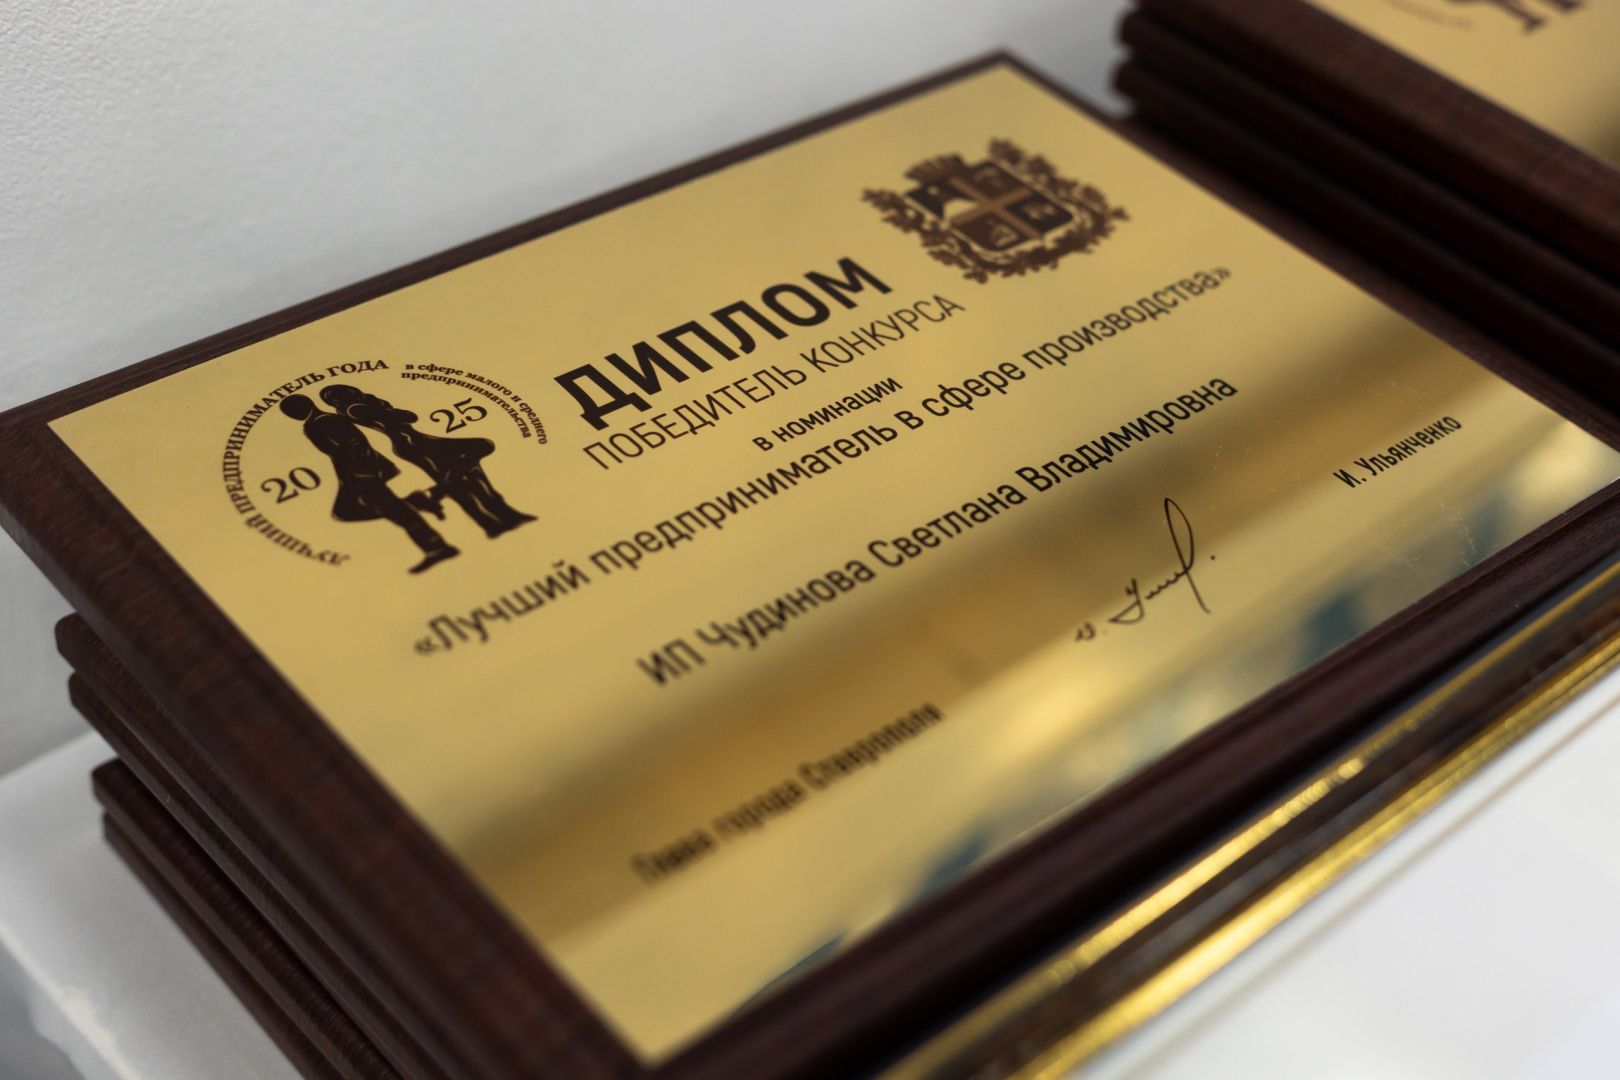 ЛУЧШИЙ ПРЕДПРИНИМАТЕЛЬ ГОДА
в сфере малого и среднего
предпринимательства
20 25
ДИПЛОМ
ПОБЕДИТЕЛЬ КОНКУРСА
в номинации
«Лучший предприниматель в сфере производства»
ИП Чудинова Светлана Владимировна
Глава города Ставрополя
И. Ульянченко